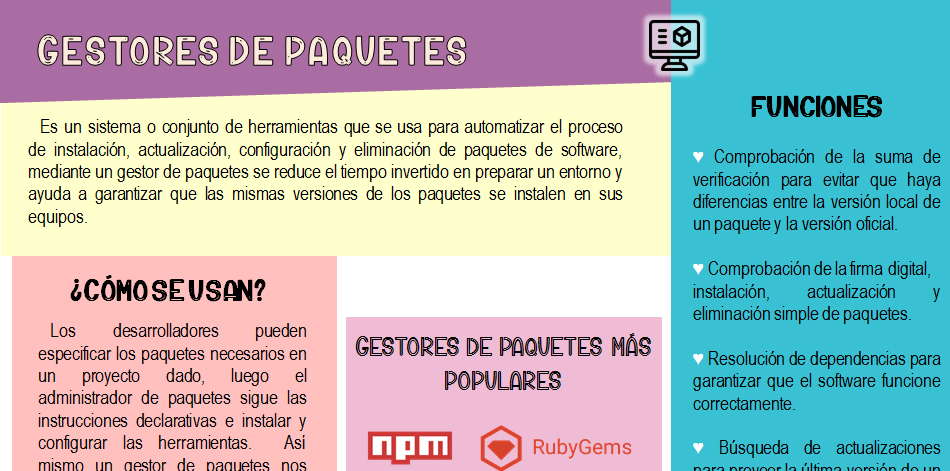 GESTORES DE PAQUETES
Es un sistema o conjunto de herramientas que se usa para automatizar el proceso
de instalación, actualización, configuración y eliminación de paquetes de software,
mediante un gestor de paquetes se reduce el tiempo invertido en preparar un entorno y
ayuda a garantizar que las mismas versiones de los paquetes se instalen en sus
equipos.
¿CÓMO SE USAN?
Los desarrolladores pueden
especificar los paquetes necesarios en
un proyecto dado, luego el
administrador de paquetes sigue las
instrucciones declarativas e instalar y
configurar las herramientas. Así
mismo un gestor de paquetes nos
GESTORES DE PAQUETES MÁS
POPULARES
npm
RubyGems
FUNCIONES
♥ Comprobación de la suma de
verificación para evitar que haya
diferencias entre la versión local de
un paquete y la versión oficial.
♥ Comprobación de la firma digital,
instalación, actualización y
eliminación simple de paquetes.
♥ Resolución de dependencias para
garantizar que el software funcione
correctamente.
♥ Búsqueda de actualizaciones
para proveer la última versión de un